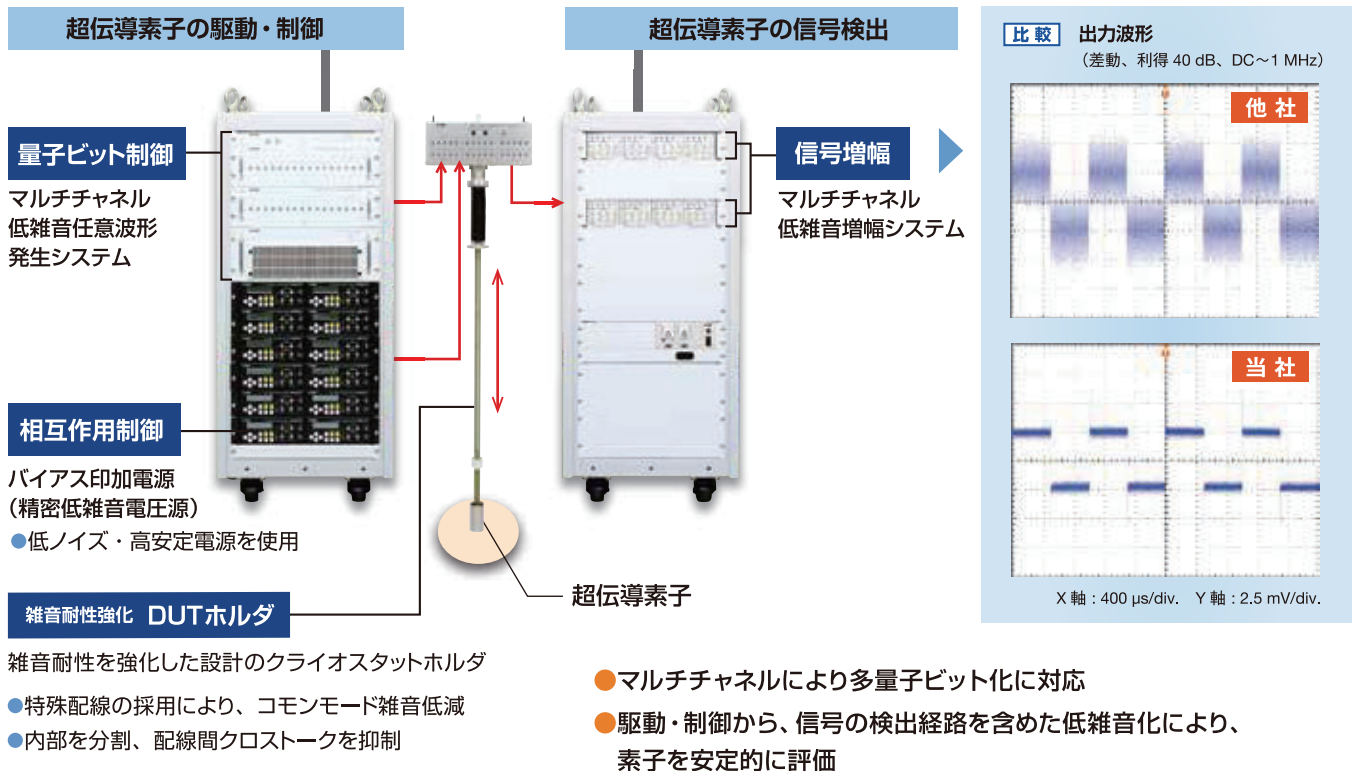 超伝導素子の駆動・制御
超伝導素子の信号検出
量子ビット制御
マルチチャネル
低雑音任意波形
発生システム
相互作用制御
バイアス印加電源
（精密低雑音電圧源）
●低ノイズ・高安定電源を使用
雑音耐性強化 DUTホルダ
雑音耐性を強化した設計のクライオスタットホルダ
●特殊配線の採用により、コモンモード雑音低減
●内部を分割、配線間クロストークを抑制
超伝導素子
信号増幅
マルチチャネル
低雑音増幅システム
比較 出力波形
（差動、利得 40 dB、DC～1 MHz）
他社
当社
X 軸 : 400 μs/div. Y 軸 : 2.5 mV/div.
●マルチチャネルにより多量子ビット化に対応
●駆動・制御から、信号の検出経路を含めた低雑音化により、
素子を安定的に評価